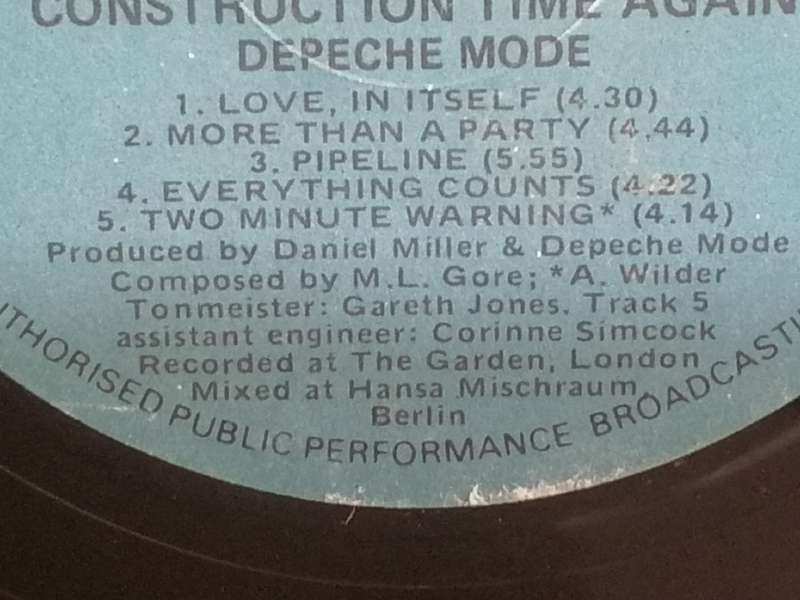 CONSTRUCTION TIME AGAIN
DEPECHE MODE
1. LOVE, IN ITSELF (4.30)
2. MORE THAN A PARTY (4.44)
3. PIPELINE (5.55)
4. EVERYTHING COUNTS (4.22)
5. TWO MINUTE WARNING* (4.14)
Produced by Daniel Miller & Depeche Mode
Composed by M.L. Gore; *A. Wilder
Tonmeister: Gareth Jones. Track 5
assistant engineer: Corinne Simcock
Recorded at The Garden, London
Mixed at Hansa Mischraum
Berlin
THORISED PUBLIC PERFORMANCE BROADCASTI